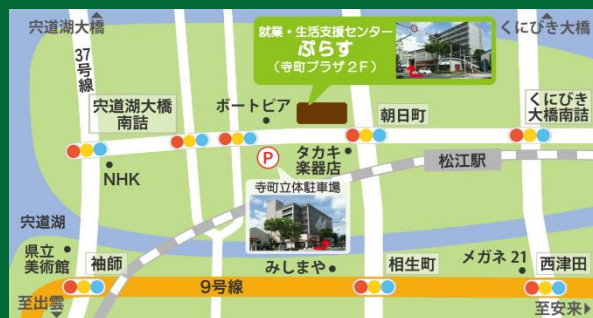 宍道湖大橋
くにびき大橋
就業・生活支援センター
ぷらす
(寺町プラザ2F)
37号線
宍道湖大橋
南詰
ボートピア
朝日町
くにびき
大橋南詰
タカキ
楽器店
松江駅
NHK
P
寺町立体駐車場
宍道湖
県立
美術館
袖師
みしまや
相生町
メガネ21
西津田
9号線
至出雲
至安来